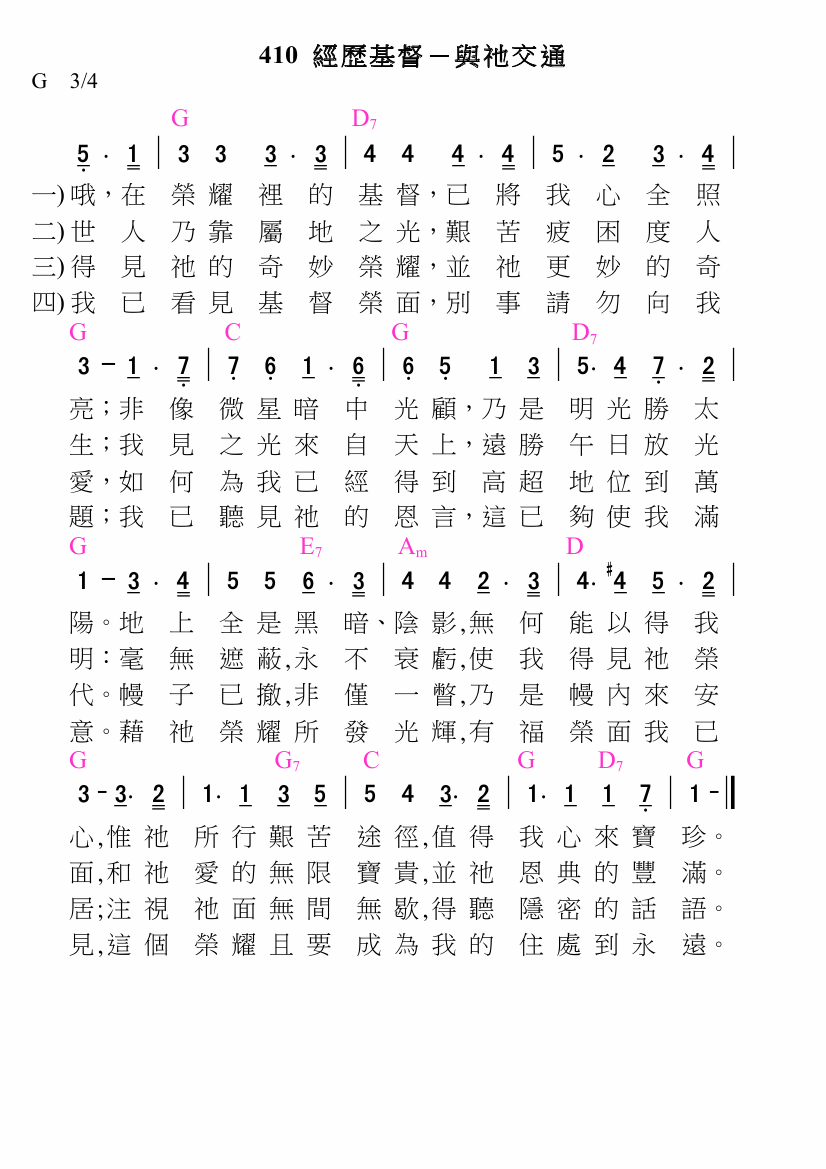 410 經歷基督－與祂交通
G 3/4
G D7
5 . 1 | 3 3 3 . 3 | 4 4 4 . 4 | 5 . 2 3 . 4 |
一) 哦，在 榮 耀 裡 的 基 督，已 將 我 心 全 照
二) 世 人 乃 靠 屬 地 之 光，艱 苦 疲 困 度 人
三) 得 見 祂 的 奇 妙 榮 耀，並 祂 更 妙 的 奇
四) 我 已 看 見 基 督 榮 面，別 事 請 勿 向 我
G C G D7
3 – 1 . 7 | 7 6 1 . 6 | 6 5 1 3 | 5. 4 7 . 2 |
亮；非 像 微 星 暗 中 光 顧，乃 是 明 光 勝 太
生；我 見 之 光 來 自 天 上，遠 勝 午 日 放 光
愛，如 何 為 我 已 經 得 到 高 超 地 位 到 萬
題；我 已 聽 見 祂 的 恩 言，這 已 夠 使 我 滿
G E7 Am D
1 – 3 . 4 | 5 5 6 . 3 | 4 4 2 . 3 | 4. #4 5 . 2 |
陽。地 上 全 是 黑 暗、陰 影,無 何 能 以 得 我
明：毫 無 遮 蔽,永 不 衰 虧,使 我 得 見 祂 榮
代。幔 子 已 撤,非 僅 一 瞥,乃 是 幔 內 來 安
意。藉 祂 榮 耀 所 發 光 輝,有 福 榮 面 我 已
G G7 C G D7 G
3 - 3. 2 | 1. 1 3 5 | 5 4 3. 2 | 1. 1 1 7 | 1 - ‖
心,惟 祂 所 行 艱 苦 途 徑,值 得 我 心 來 寶 珍。
面,和 祂 愛 的 無 限 寶 貴,並 祂 恩 典 的 豐 滿。
居;注 視 祂 面 無 間 無 歇,得 聽 隱 密 的 話 語。
見,這 個 榮 耀 且 要 成 為 我 的 住 處 到 永 遠。